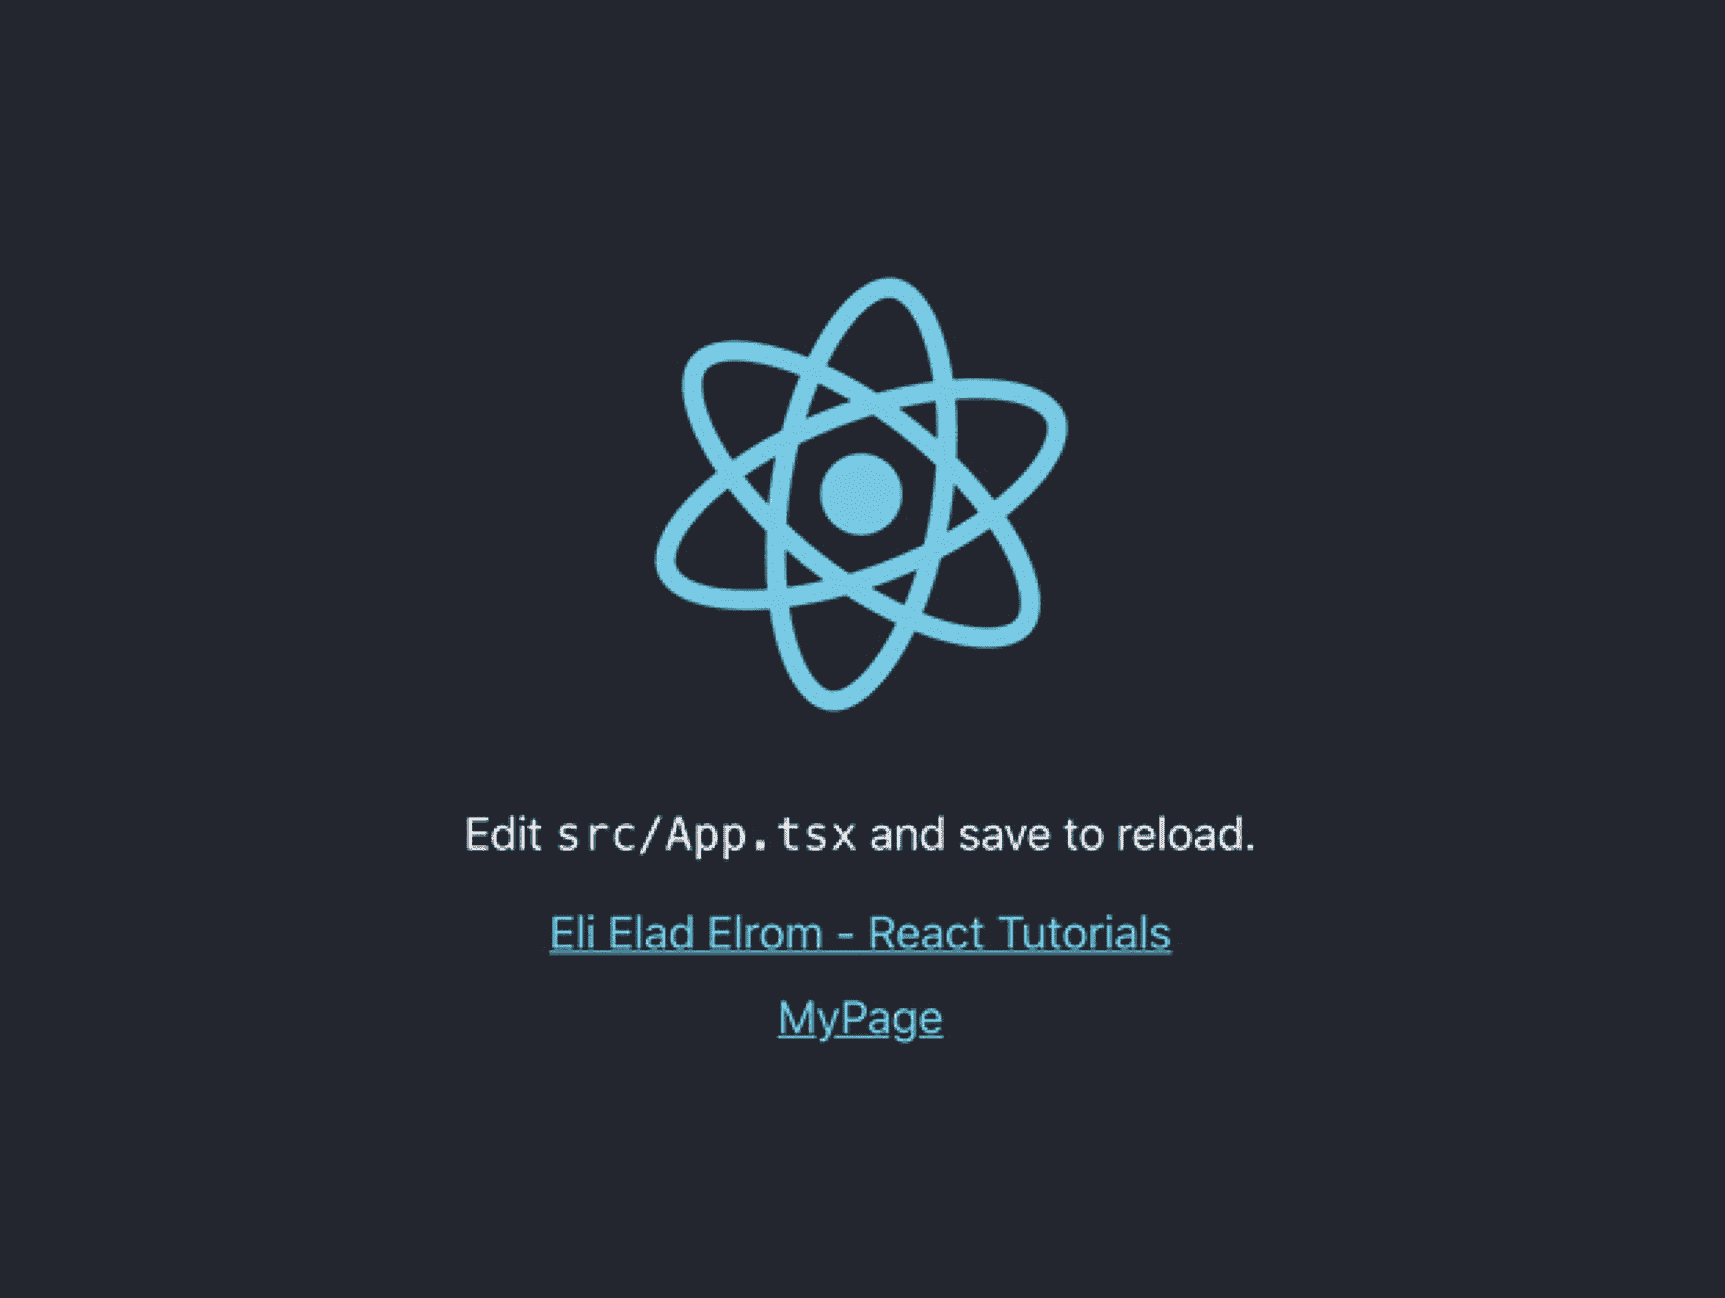 Edit src/App.tsx and save to reload.
Eli Elad Elrom - React Tutorials
MyPage